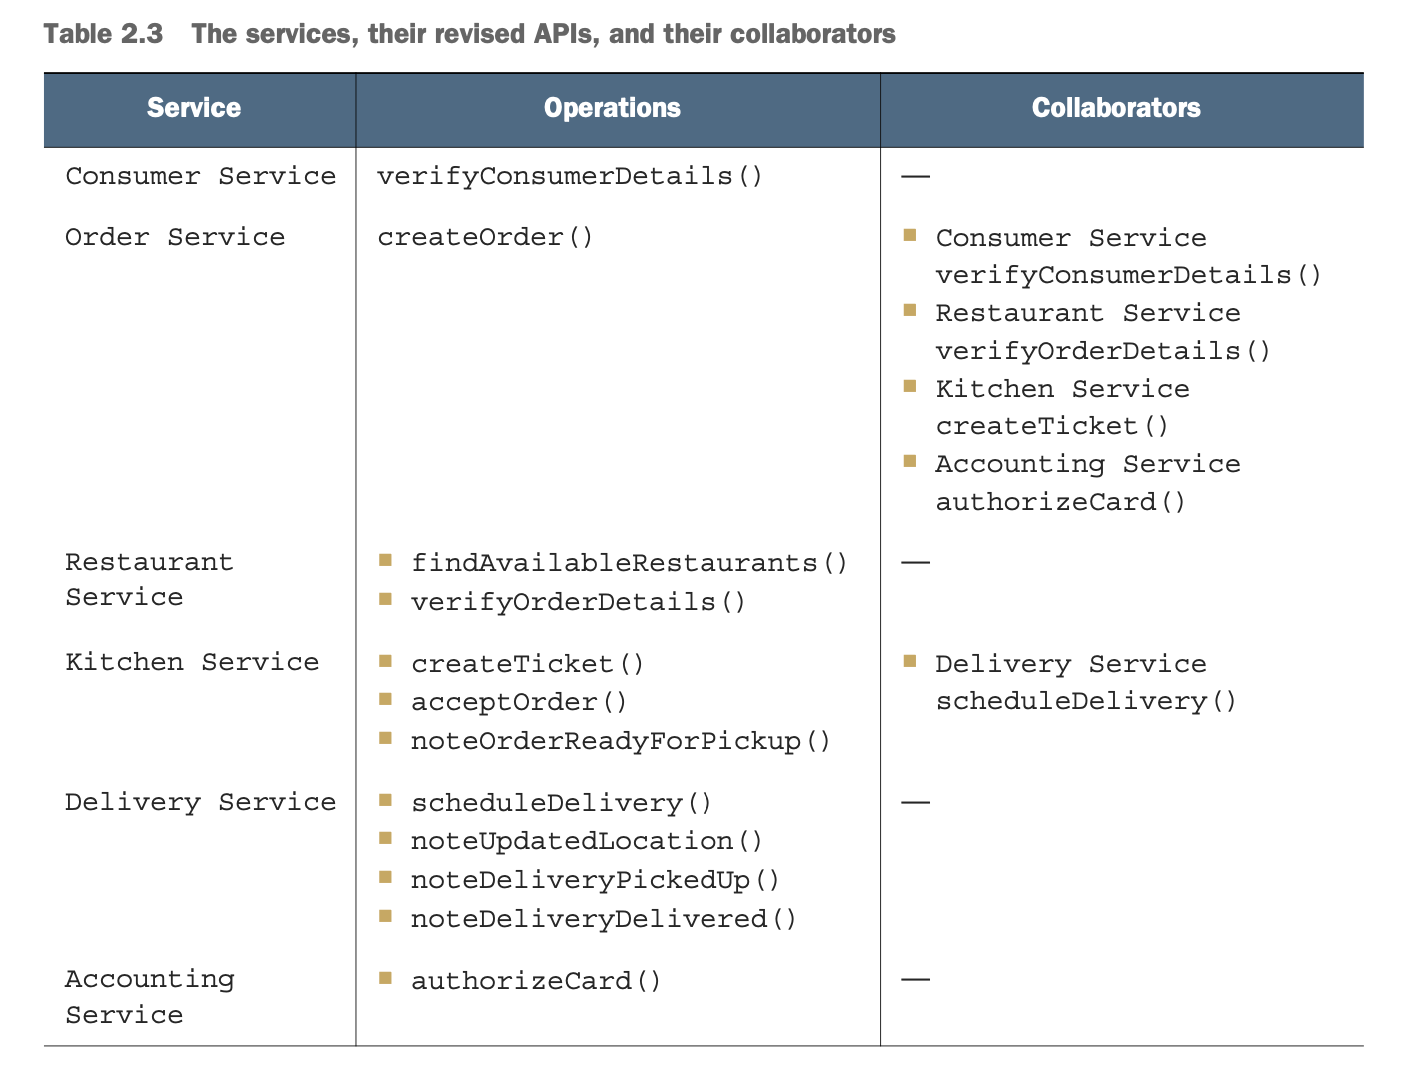 Table 2.3 The services, their revised APIs, and their collaborators
Service Operations Collaborators
Consumer Service verifyConsumerDetails() —
Order Service createOrder() ■ Consumer Service
verifyConsumerDetails()
■ Restaurant Service
verifyOrderDetails()
■ Kitchen Service
createTicket()
■ Accounting Service
authorizeCard()
Restaurant ■ findAvailableRestaurants() —
Service ■ verifyOrderDetails()
Kitchen Service ■ createTicket() ■ Delivery Service
■ acceptOrder() scheduleDelivery()
■ noteOrderReadyForPickup()
Delivery Service ■ scheduleDelivery() —
■ noteUpdatedLocation()
■ noteDeliveryPickedUp()
■ noteDeliveryDelivered()
Accounting ■ authorizeCard() —
Service